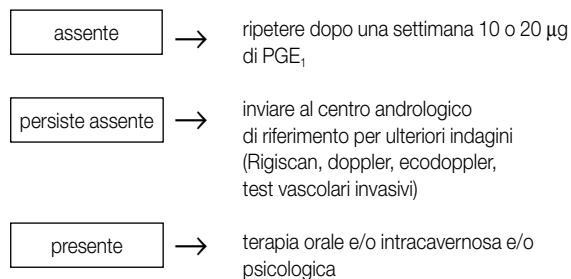 assente → ripetere dopo una settimana 10 o 20 µg
di PGE₁
persiste assente → inviare al centro andrologico
di riferimento per ulteriori indagini
(Rigiscan, doppler, ecodoppler,
test vascolari invasivi)
presente → terapia orale e/o intracavernosa e/o
psicologica